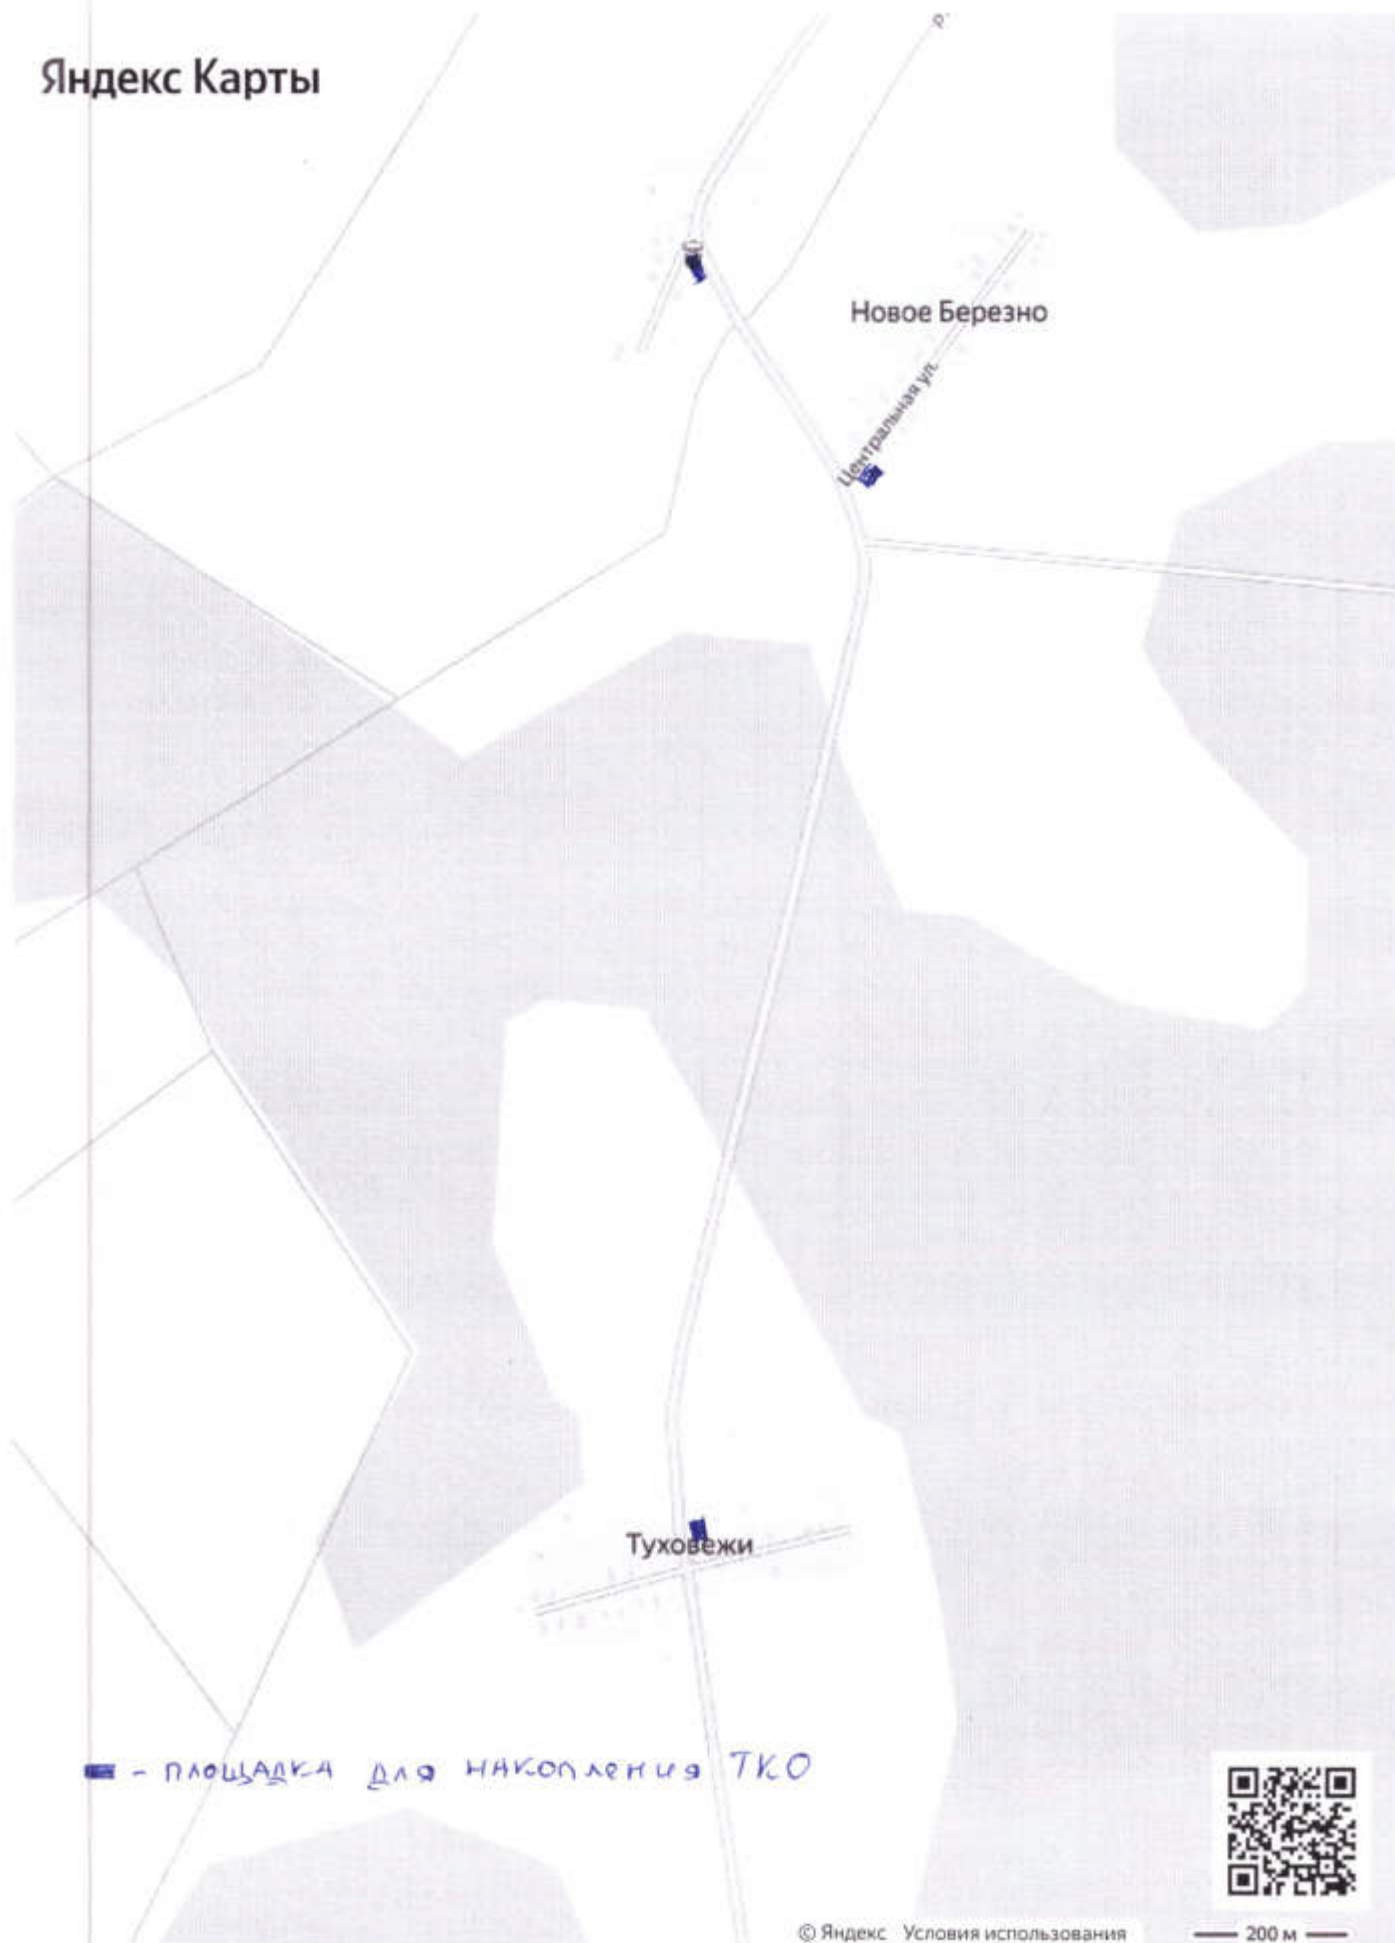 Яндекс Карты
р.
Новое Березно
Центральная ул.
Туховежи
- ПЛОЩАДКА ДЛЯ НАКОПЛЕНИЯ ТКО
© Яндекс Условия использования
200 м